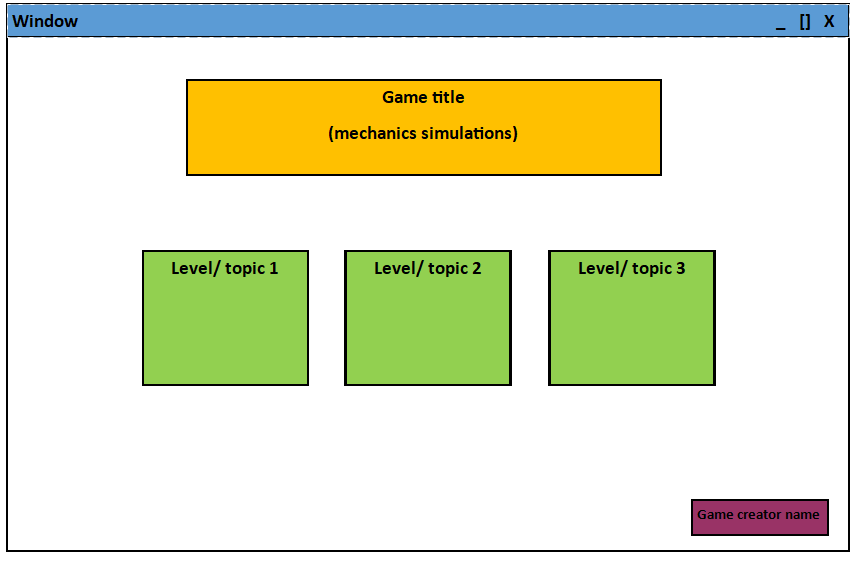 Window _ [] X
Game title
(mechanics simulations)
Level/ topic 1
Level/ topic 2
Level/ topic 3
Game creator name